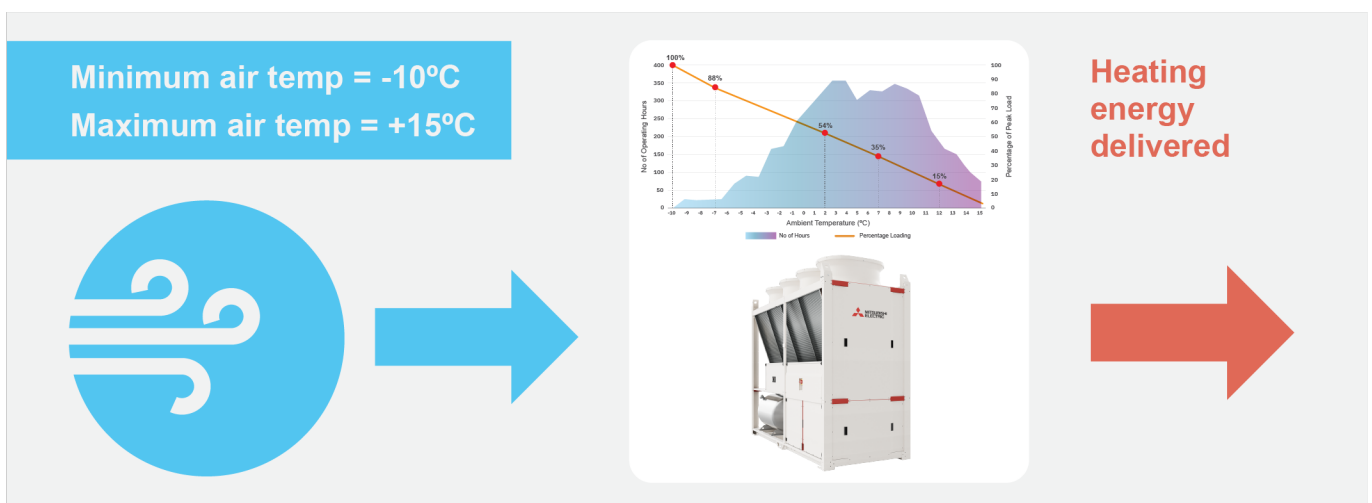 Minimum air temp = -10ºC
Maximum air temp = +15ºC
100%
88%
54%
35%
15%
400
350
300
250
200
150
100
50
0
No of Operating Hours
100
90
80
70
60
50
40
30
20
10
0
Percentage of Peak Load
-10 -9 -8 -7 -6 -5 -4 -3 -2 -1 0 1 2 3 4 5 6 7 8 9 10 11 12 13 14 15
Ambient Temperature (ºC)
No of Hours Percentage Loading
MITSUBISHI
ELECTRIC
Heating
energy
delivered